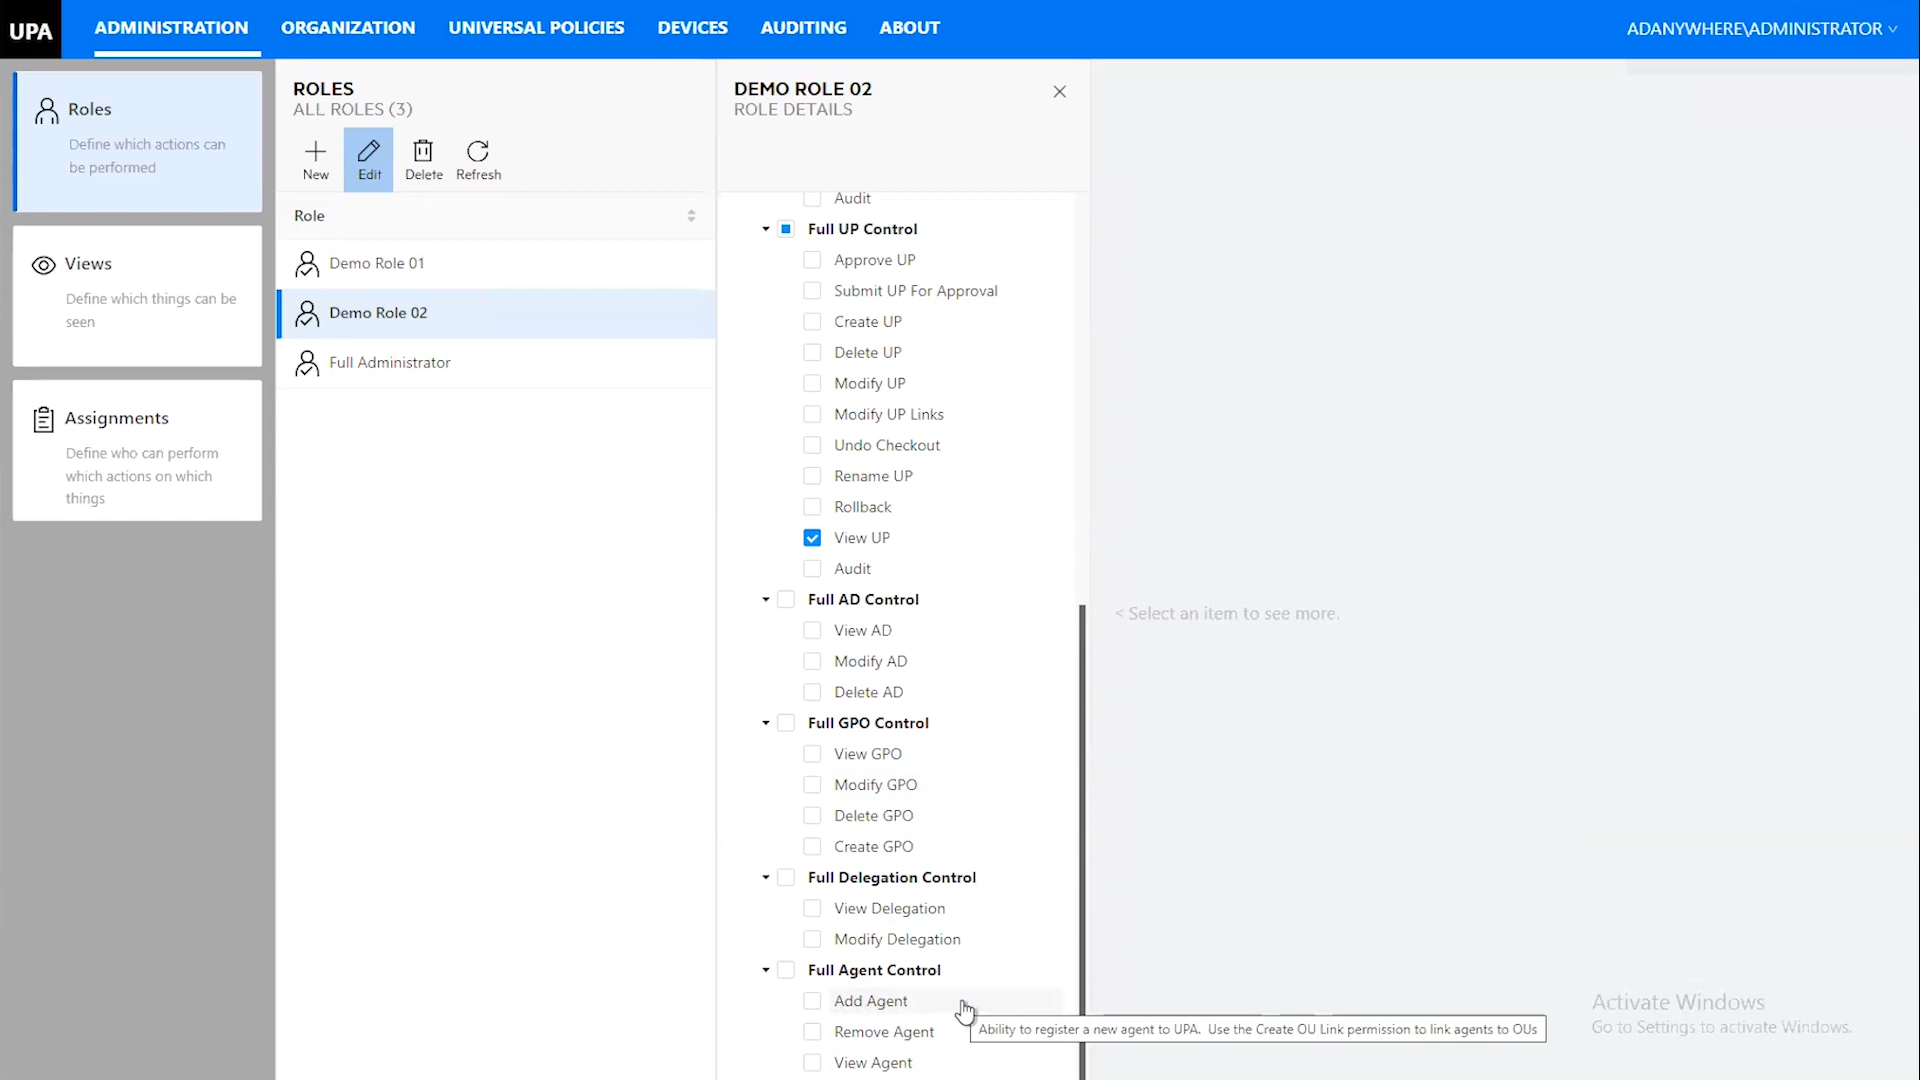 UPA
ADMINISTRATION
ORGANIZATION
UNIVERSAL POLICIES
DEVICES
AUDITING
ABOUT
ADANYWHERE\ADMINISTRATOR
Roles
Define which actions can
be performed
Views
Define which things can be
seen
Assignments
Define who can perform
which actions on which
things
ROLES
ALL ROLES (3)
New
Edit
Delete
Refresh
Role
Demo Role 01
Demo Role 02
Full Administrator
DEMO ROLE 02
ROLE DETAILS
Audit
Full UP Control
Approve UP
Submit UP For Approval
Create UP
Delete UP
Modify UP
Modify UP Links
Undo Checkout
Rename UP
Rollback
View UP
Audit
Full AD Control
View AD
Modify AD
Delete AD
Full GPO Control
View GPO
Modify GPO
Delete GPO
Create GPO
Full Delegation Control
View Delegation
Modify Delegation
Full Agent Control
Add Agent
Remove Agent
View Agent
Ability to register a new agent to UPA. Use the Create OU Link permission to link agents to OUs
< Select an item to see more.
Activate Windows
Go to Settings to activate Windows.